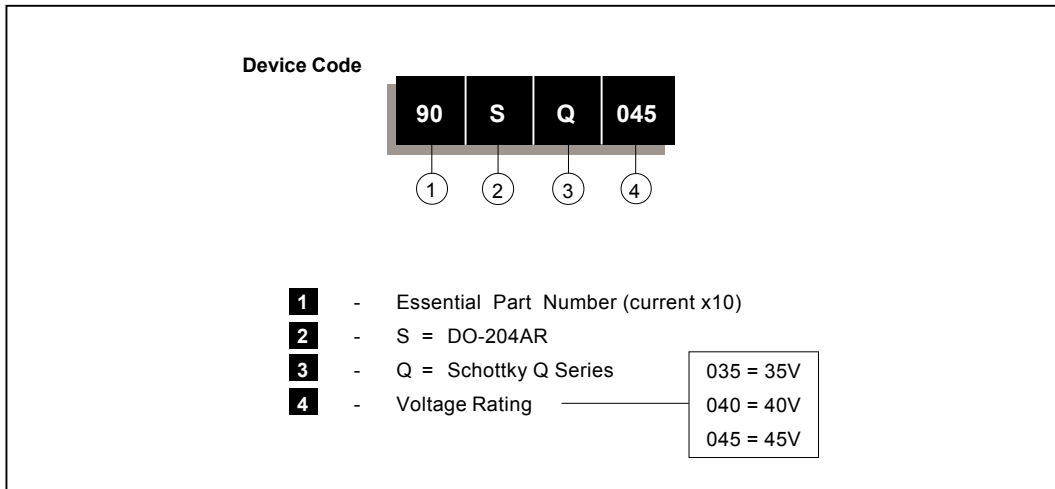 Device Code
90 S Q 045
1 2 3 4
1 - Essential Part Number (current x10)
2 - S = DO-204AR
3 - Q = Schottky Q Series
4 - Voltage Rating
035 = 35V
040 = 40V
045 = 45V